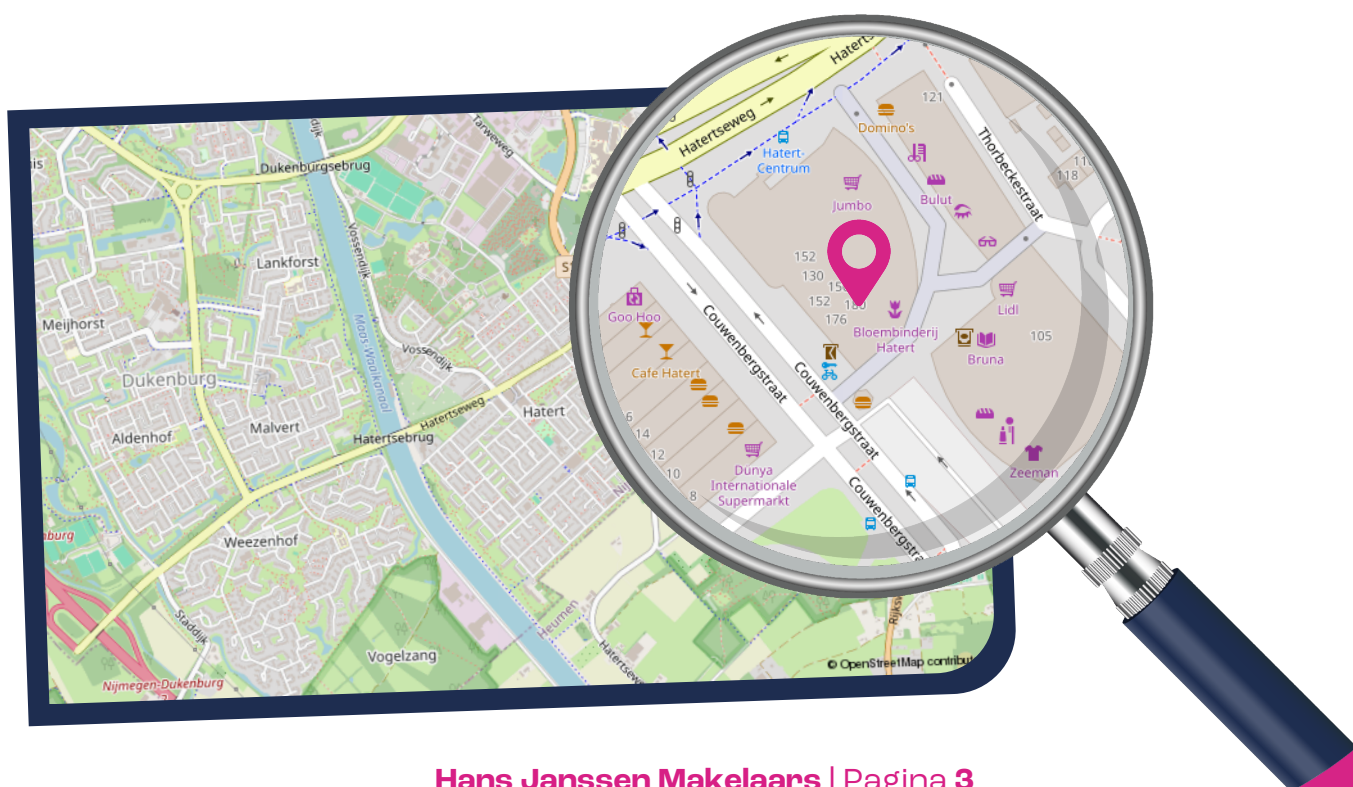 Dukenburgsebrug
Tarweweg
Vossendijk
Lankforst
Meijhorst
Maas-Waalkanaal
Vossendijk
Dukenburg
Hatertseweg
Hatert
Malvert
Aldenhof
Hatertsebrug
Weezenhof
Staddijk
Heumen
Vogelzang
Nijmegen-Dukenburg
© OpenStreetMap contribut
Hatertseweg
121
Domino's
Hatert-
Centrum
Thorbeckestraat
118
Jumbo
Bulut
152
130
152
176
Goo Hoo
Lidl
Bloembinderij
Hatert
105
Bruna
Couwenbergstraat
Couwenbergstraat
Cafe Hatert
6
14
12
10
8
Dunya
Internationale
Supermarkt
Zeeman
Hans Janssen Makelaars | Pagina 3